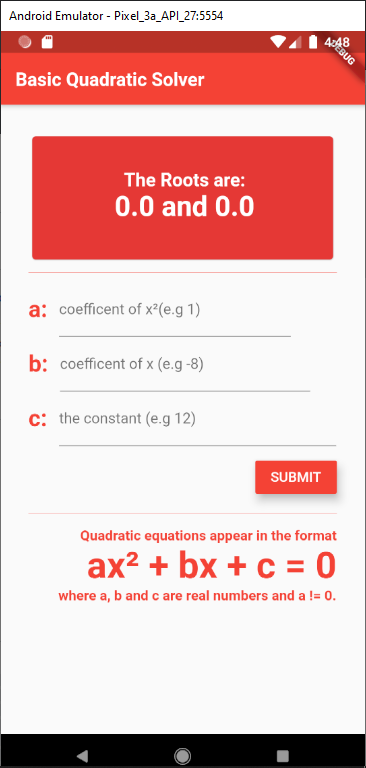 Android Emulator - Pixel_3a_API_27:5554
4:48
DEBUG
Basic Quadratic Solver
The Roots are:
0.0 and 0.0
a: coefficent of x²(e.g 1)
b: coefficent of x (e.g -8)
c: the constant (e.g 12)
SUBMIT
Quadratic equations appear in the format
ax² + bx + c = 0
where a, b and c are real numbers and a != 0.